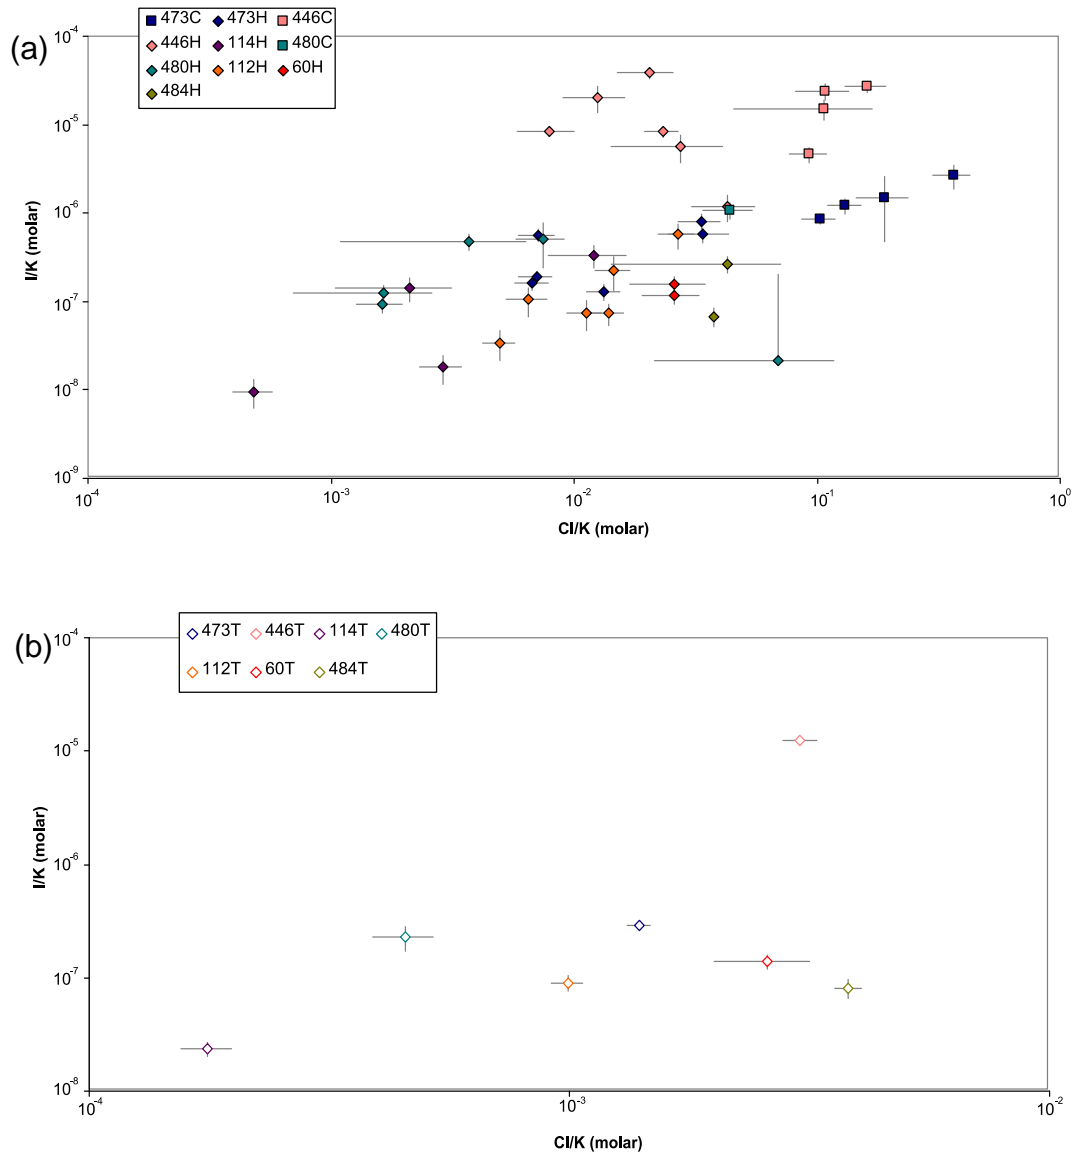 (a)
473C 473H 446C
446H 114H 480C
480H 112H 60H
484H
10⁻⁴
10⁻⁵
10⁻⁶
10⁻⁷
10⁻⁸
10⁻⁹
I/K (molar)
10⁻⁴ 10⁻³ 10⁻² 10⁻¹ 10⁰
Cl/K (molar)
(b)
473T 446T 114T 480T
112T 60T 484T
10⁻⁴
10⁻⁵
10⁻⁶
10⁻⁷
10⁻⁸
I/K (molar)
10⁻⁴ 10⁻³ 10⁻²
Cl/K (molar)